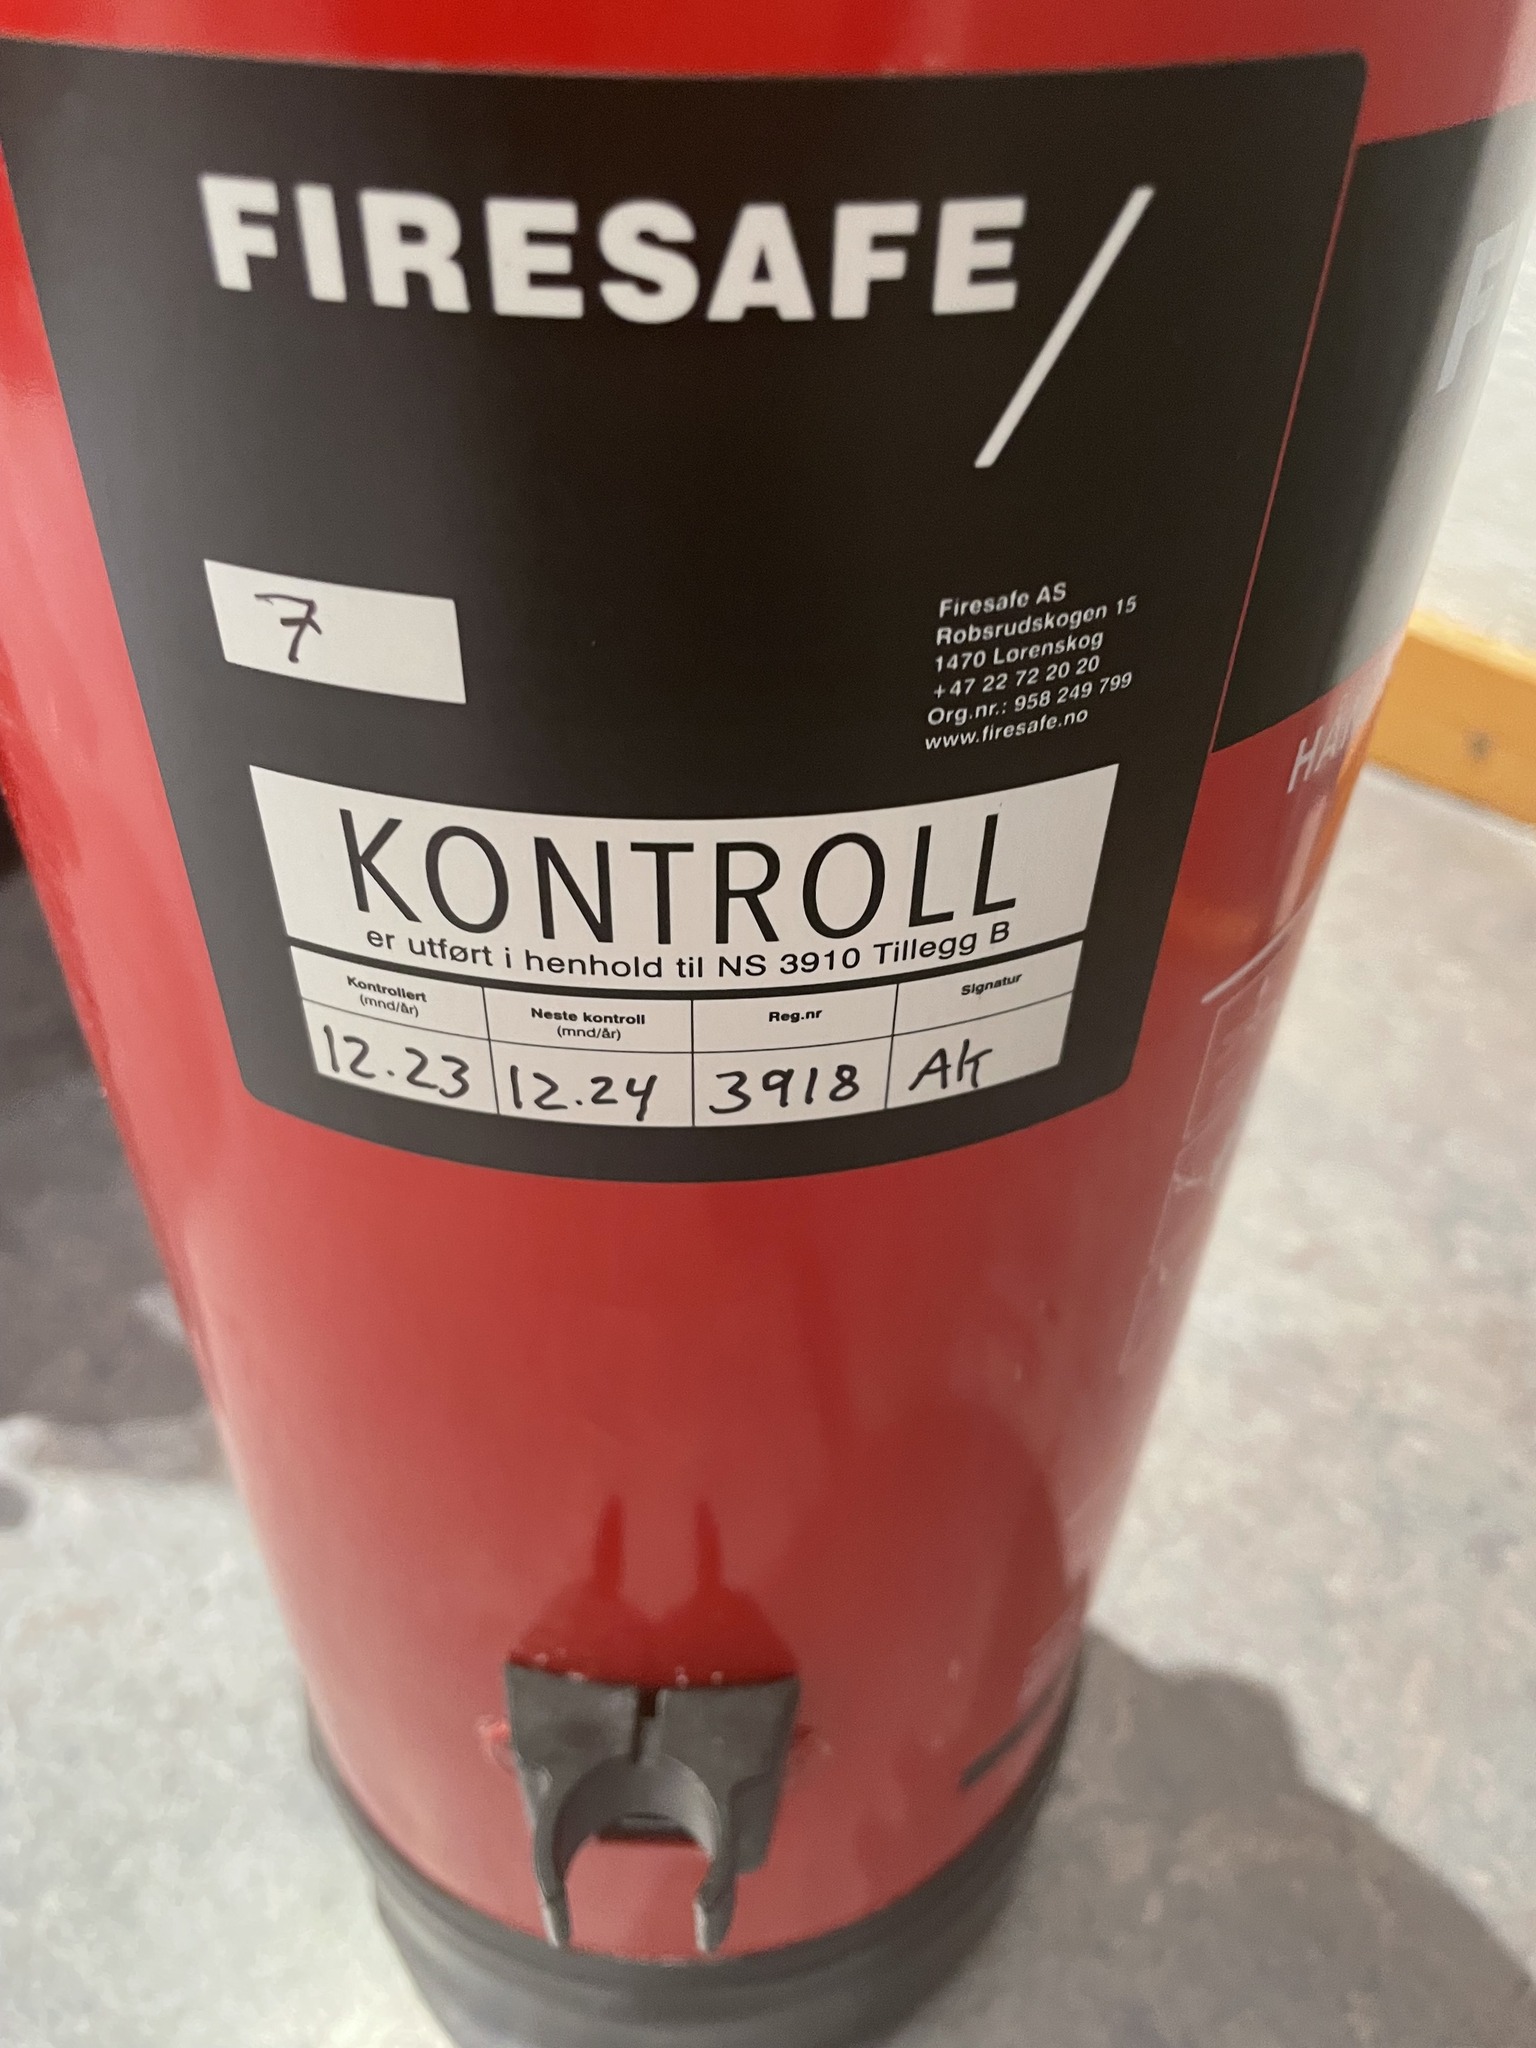 FIRESAFE
7
Firesafe AS
Robsrudskogen 15
1470 Lørenskog
+47 22 72 20 20
Org.nr.: 958 249 799
www.firesafe.no
KONTROLL
er utført i henhold til NS 3910 Tillegg B
Kontrollert
(mnd/år)
Neste kontroll
(mnd/år)
Reg.nr
Signatur
12.23
12.24
3918
AK